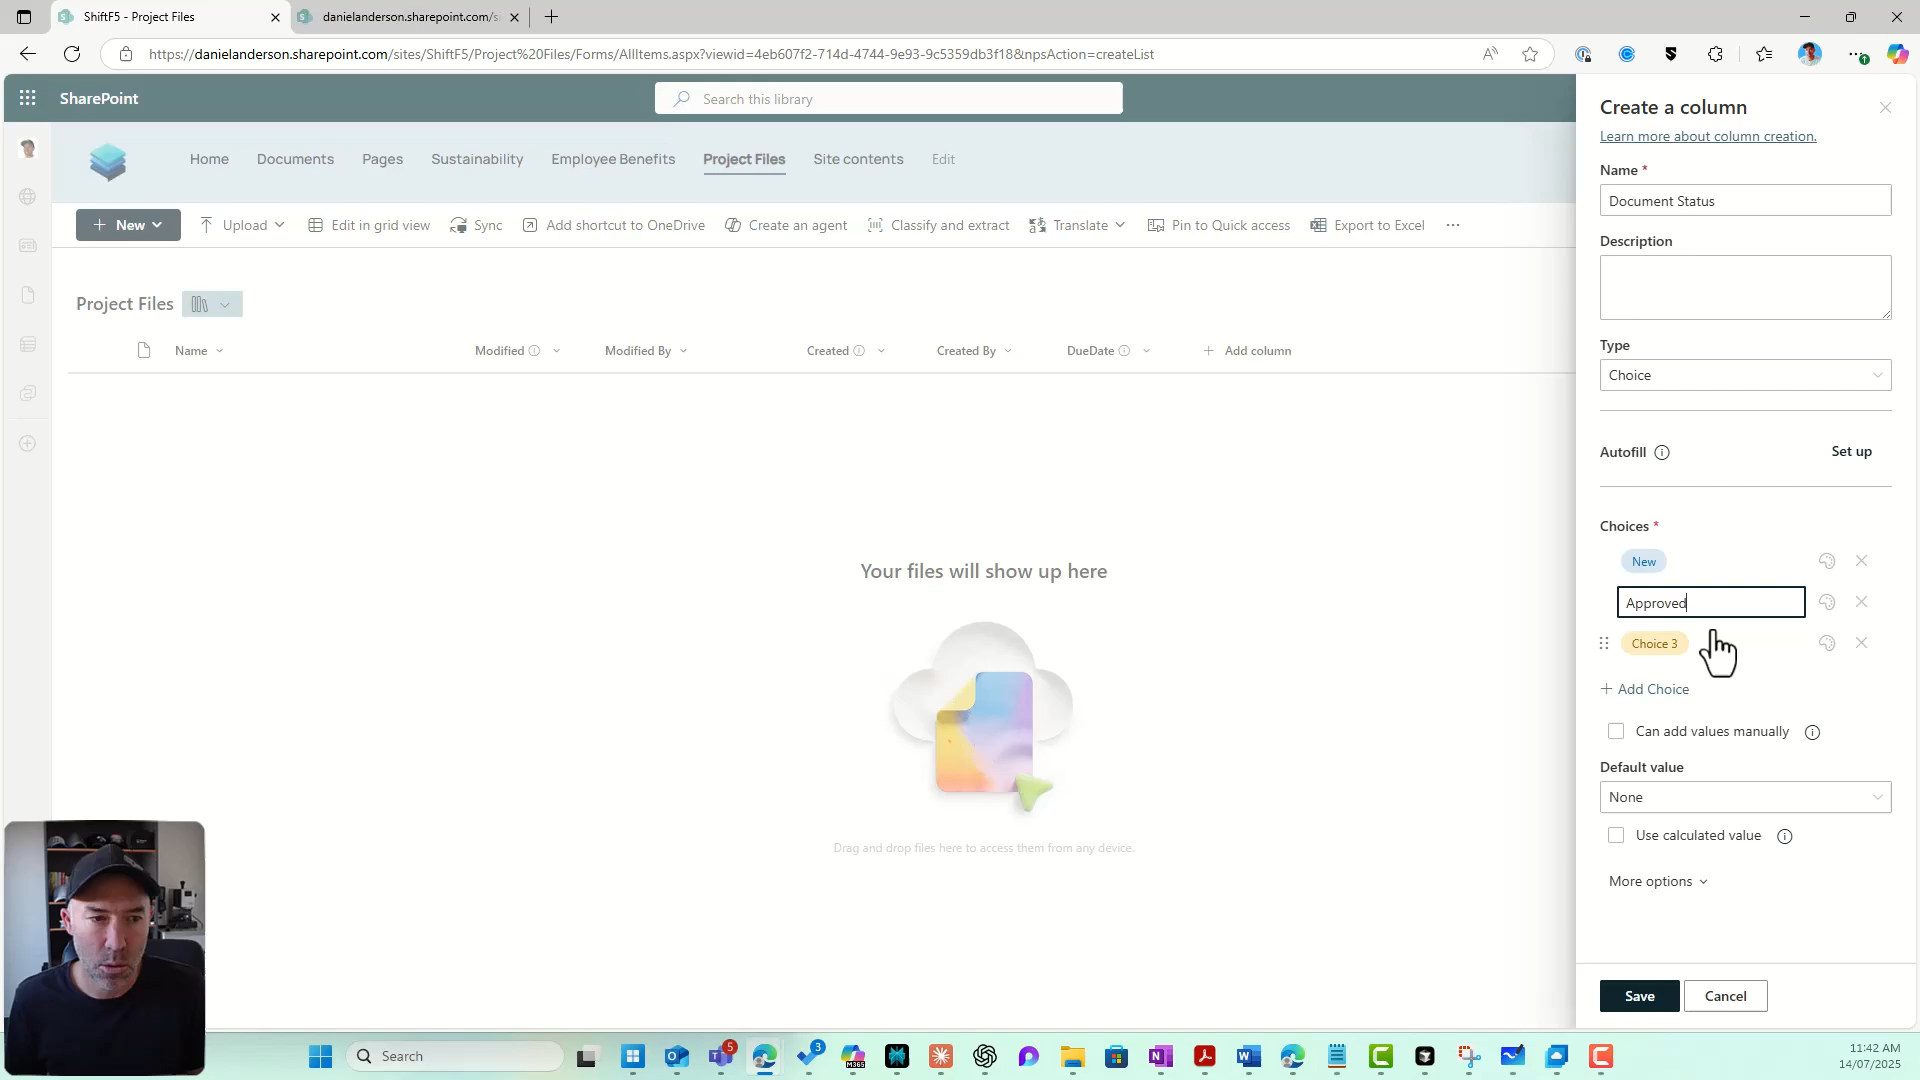 ShiftF5 - Project Files
danielanderson.sharepoint.com/s
https://danielanderson.sharepoint.com/sites/ShiftF5/Project%20Files/Forms/AllItems.aspx?viewid=4eb607f2-714d-4744-9e93-9c5359db3f18&npsAction=createList
SharePoint
Search this library
Home
Documents
Pages
Sustainability
Employee Benefits
Project Files
Site contents
Edit
New
Upload
Edit in grid view
Sync
Add shortcut to OneDrive
Create an agent
Classify and extract
Translate
Pin to Quick access
Export to Excel
Project Files
Name
Modified
Modified By
Created
Created By
DueDate
Add column
Your files will show up here
Drag and drop files here to access them from any device.
Create a column
Learn more about column creation.
Name *
Document Status
Description
Type
Choice
Autofill
Set up
Choices *
New
Approved
Choice 3
Add Choice
Can add values manually
Default value
None
Use calculated value
More options
Save
Cancel
Search
5
3
M365
11:42 AM
14/07/2025